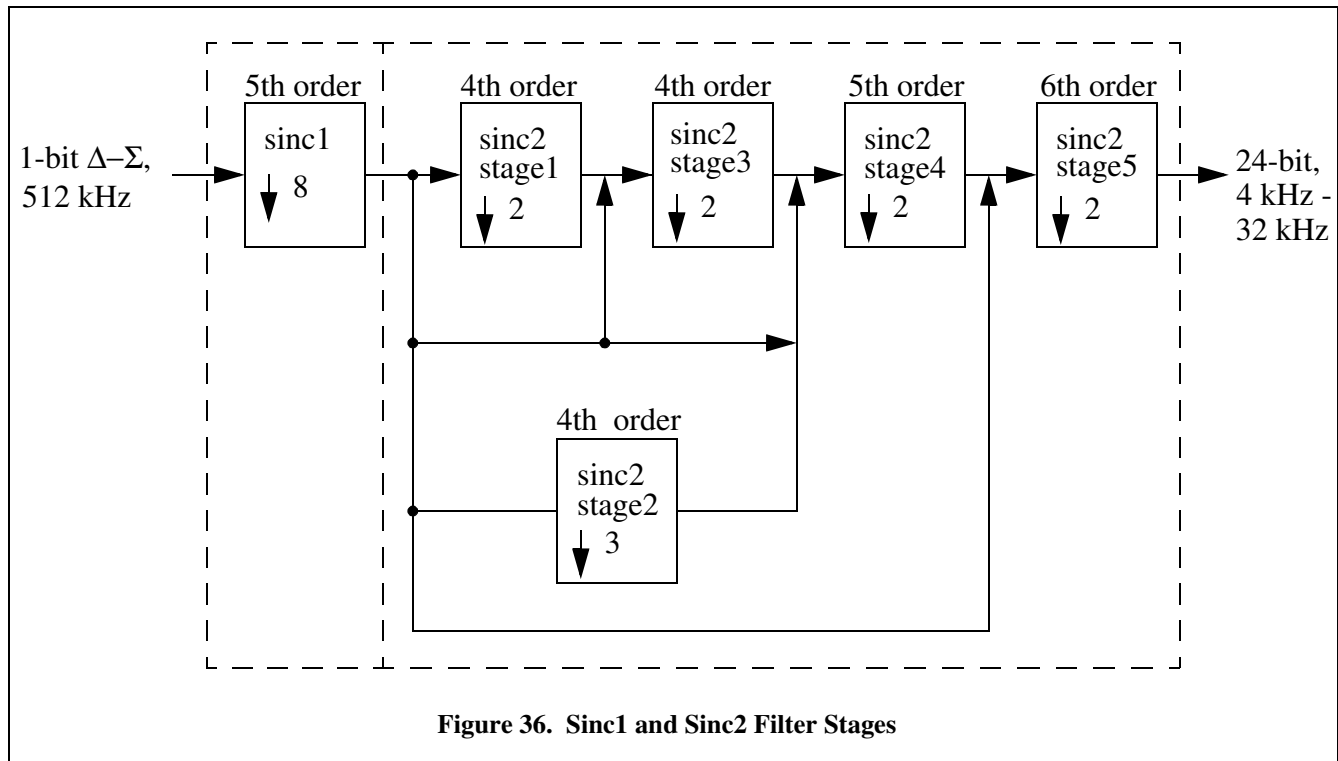 5th order
4th order
4th order
5th order
6th order
1-bit Δ–Σ,
512 kHz
sinc1
8
sinc2
stage1
2
sinc2
stage3
2
sinc2
stage4
2
sinc2
stage5
2
24-bit,
4 kHz -
32 kHz
4th order
sinc2
stage2
3
Figure 36. Sinc1 and Sinc2 Filter Stages